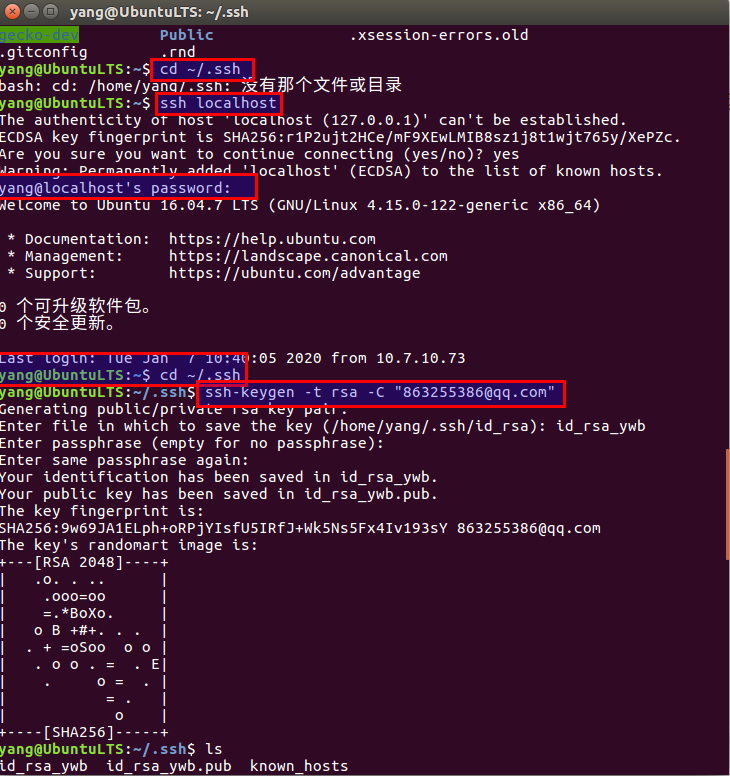 yang@UbuntuLTS: ~/.ssh
gecko-dev Public .xsession-errors.old
.gitconfig .rnd
yang@UbuntuLTS:~$ cd ~/.ssh
bash: cd: /home/yang/.ssh: 没有那个文件或目录
yang@UbuntuLTS:~$ ssh localhost
The authenticity of host 'localhost (127.0.0.1)' can't be established.
ECDSA key fingerprint is SHA256:r1P2ujt2HCe/mF9XEwLMIB8sz1j8t1wjt765y/XePZc.
Are you sure you want to continue connecting (yes/no)? yes
Warning: Permanently added 'localhost' (ECDSA) to the list of known hosts.
yang@localhost's password:
Welcome to Ubuntu 16.04.7 LTS (GNU/Linux 4.15.0-122-generic x86_64)
* Documentation: https://help.ubuntu.com
* Management: https://landscape.canonical.com
* Support: https://ubuntu.com/advantage
0 个可升级软件包。
0 个安全更新。
Last login: Tue Jan 7 10:40:05 2020 from 10.7.10.73
yang@UbuntuLTS:~$ cd ~/.ssh
yang@UbuntuLTS:~/.ssh$ ssh-keygen -t rsa -C "863255386@qq.com"
Generating public/private rsa key pair.
Enter file in which to save the key (/home/yang/.ssh/id_rsa): id_rsa_ywb
Enter passphrase (empty for no passphrase):
Enter same passphrase again:
Your identification has been saved in id_rsa_ywb.
Your public key has been saved in id_rsa_ywb.pub.
The key fingerprint is:
SHA256:9w69JA1ELph+oRPjYIsfU5IRfJ+Wk5Ns5Fx4Iv193sY 863255386@qq.com
The key's randomart image is:
+---[RSA 2048]----+
|    .o. . ..       |
|     .ooo=oo       |
|     =.*BoXo.      |
|    o B +#+. . .   |
|   . + =oSoo  o o |
|    . o o . =  . E|
|     .     o =  . |
|            = .    |
|             o     |
+----[SHA256]-----+
yang@UbuntuLTS:~/.ssh$ ls
id_rsa_ywb id_rsa_ywb.pub known_hosts